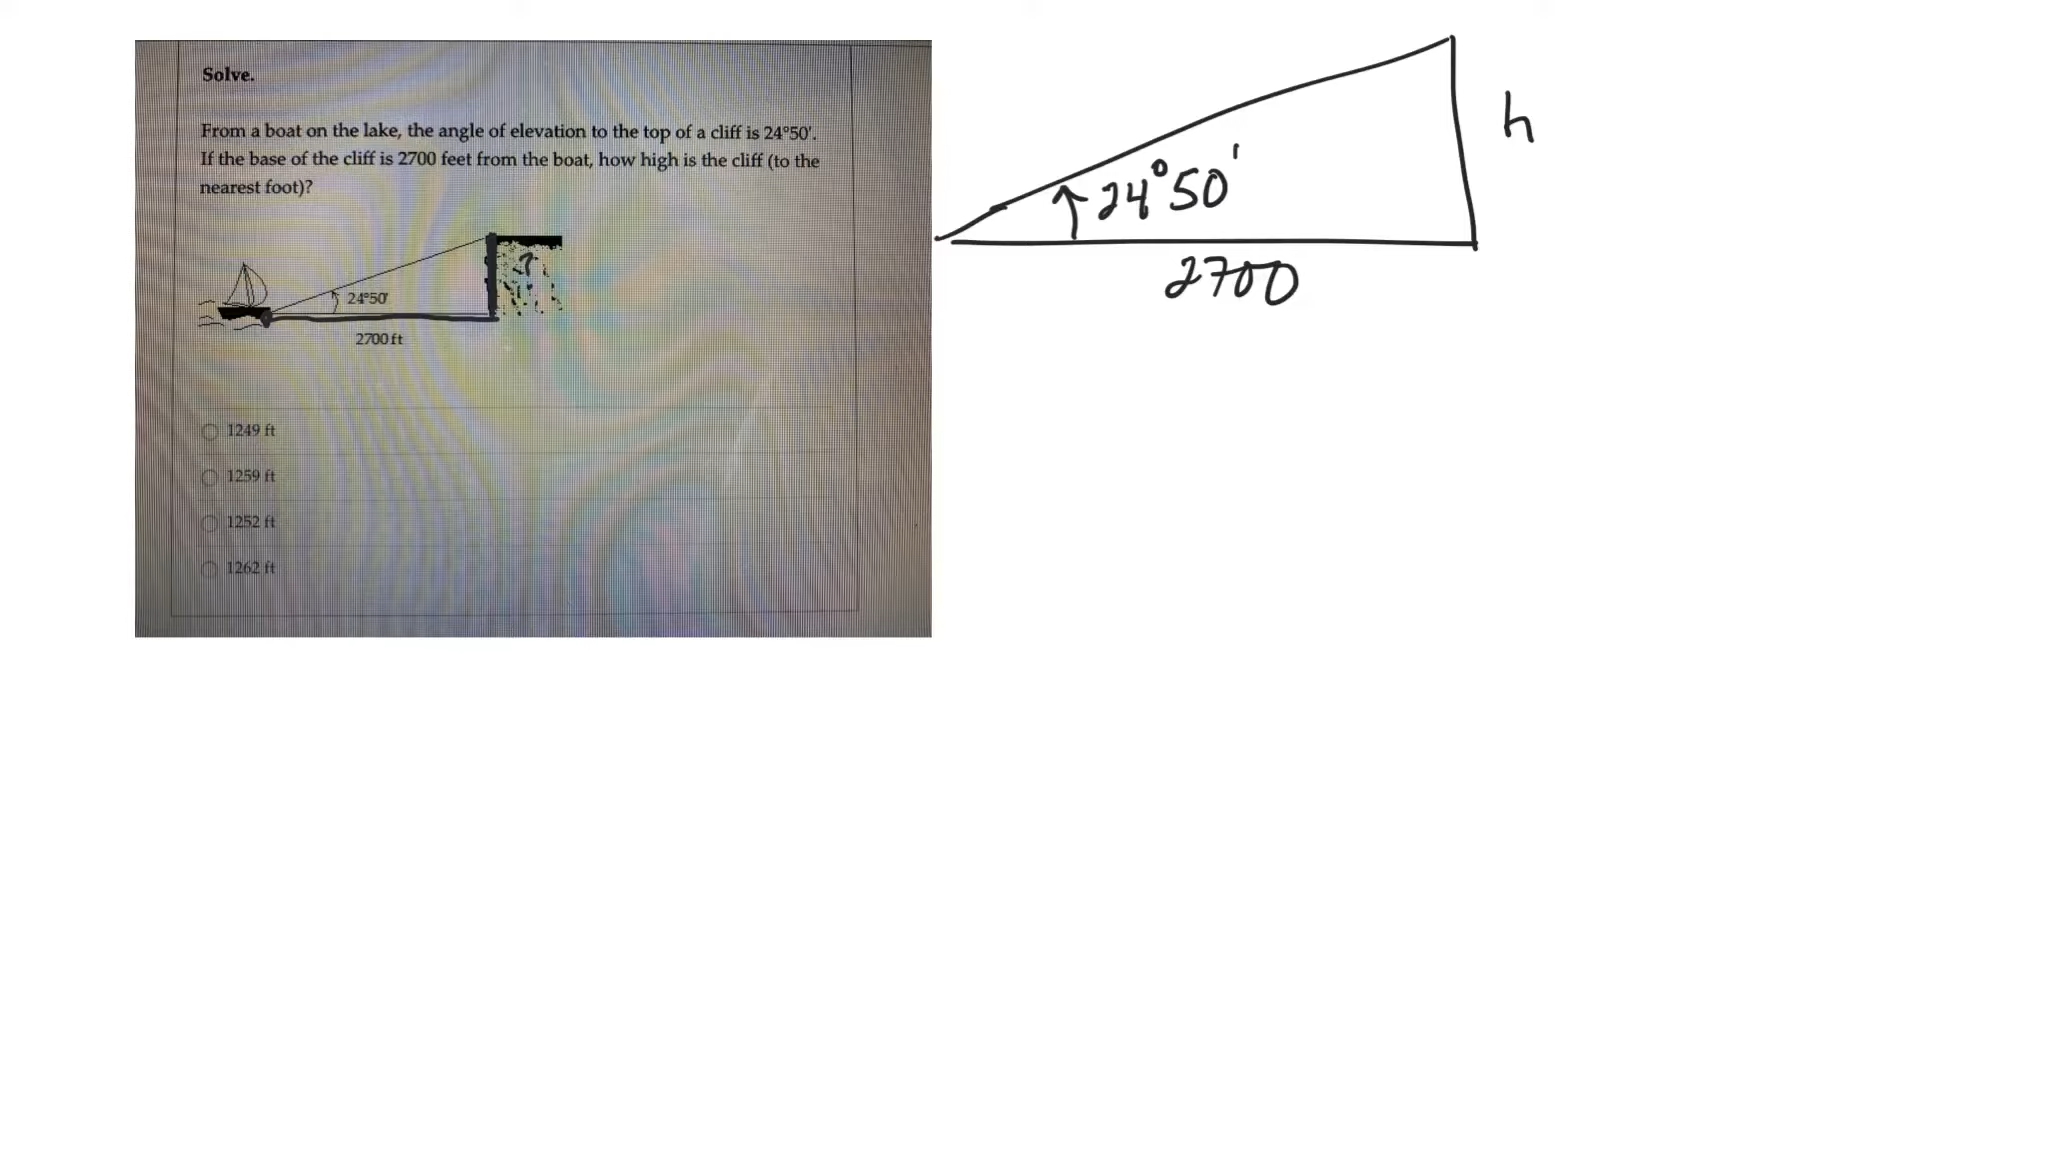 Solve.
From a boat on the lake, the angle of elevation to the top of a cliff is 24°50'.
If the base of the cliff is 2700 feet from the boat, how high is the cliff (to the
nearest foot)?
?
24°50'
2700 ft
1249 ft
1259 ft
1252 ft
1262 ft
h
24°50'
2700